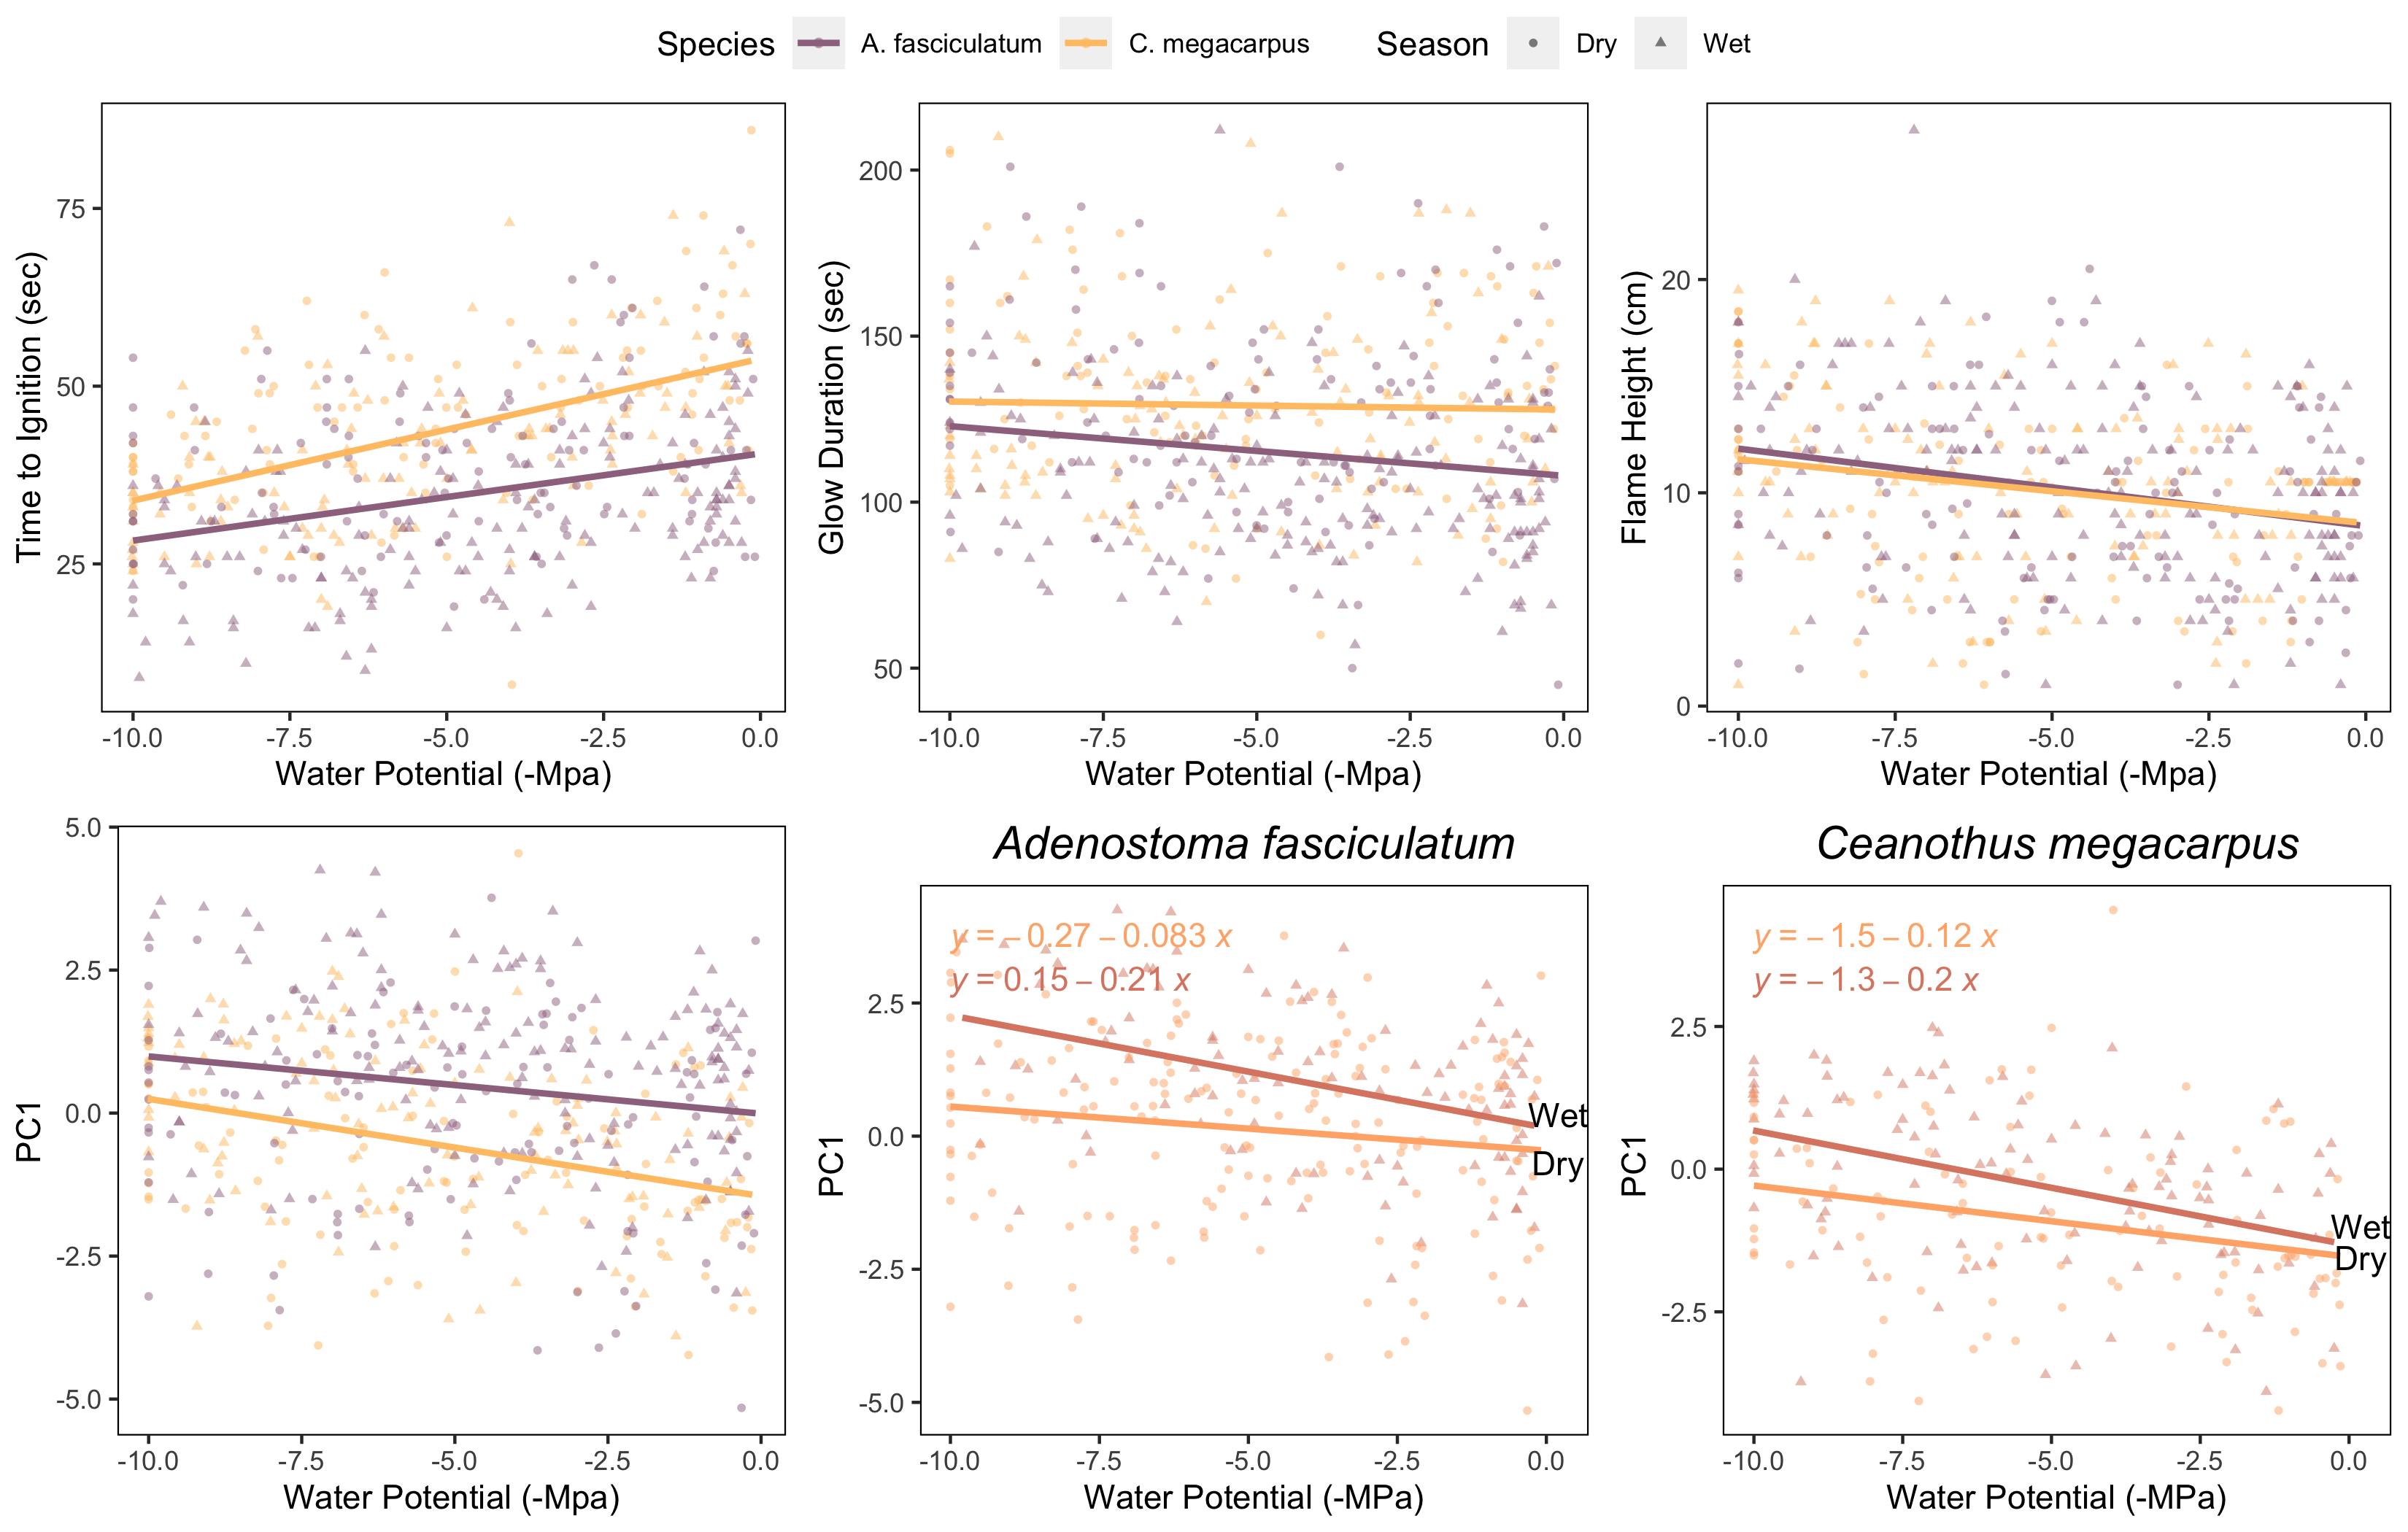 Species A. fasciculatum C. megacarpus Season Dry Wet
Time to Ignition (sec)
75
50
25
-10.0 -7.5 -5.0 -2.5 0.0
Water Potential (-Mpa)
Glow Duration (sec)
200
150
100
50
-10.0 -7.5 -5.0 -2.5 0.0
Water Potential (-Mpa)
Flame Height (cm)
20
10
0
-10.0 -7.5 -5.0 -2.5 0.0
Water Potential (-Mpa)
PC1
5.0
2.5
0.0
-2.5
-5.0
-10.0 -7.5 -5.0 -2.5 0.0
Water Potential (-Mpa)
Adenostoma fasciculatum
y = – 0.27 – 0.083 x
y = 0.15 – 0.21 x
PC1
2.5
0.0
-2.5
-5.0
Wet
Dry
-10.0 -7.5 -5.0 -2.5 0.0
Water Potential (-MPa)
Ceanothus megacarpus
y = – 1.5 – 0.12 x
y = – 1.3 – 0.2 x
PC1
2.5
0.0
-2.5
Wet
Dry
-10.0 -7.5 -5.0 -2.5 0.0
Water Potential (-MPa)